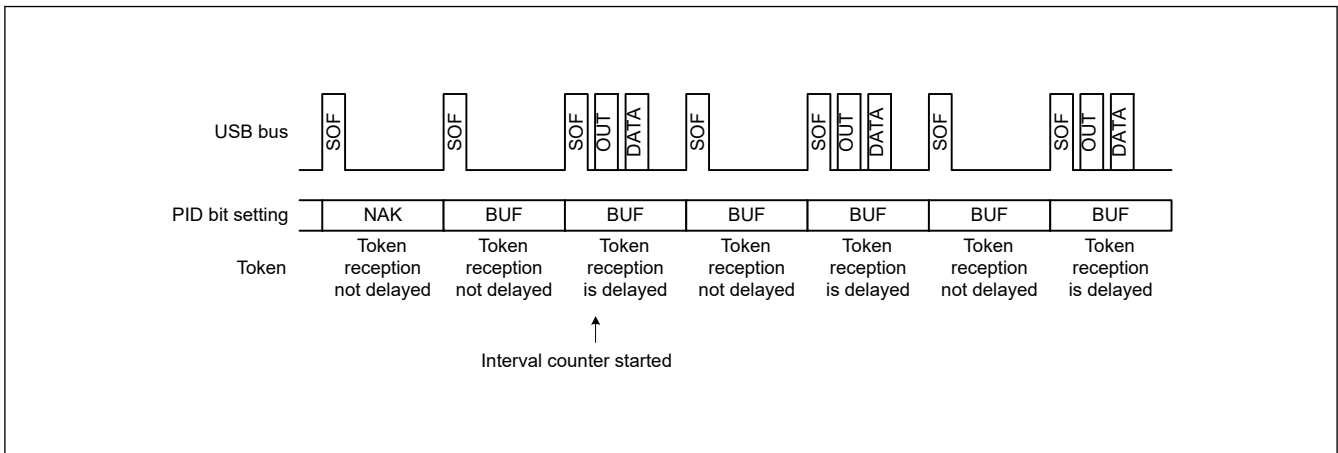 USB bus
SOF
SOF
SOF
OUT
DATA
SOF
SOF
OUT
DATA
SOF
SOF
OUT
DATA
PID bit setting
NAK
BUF
BUF
BUF
BUF
BUF
BUF
Token
Token
reception
not delayed
Token
reception
not delayed
Token
reception
is delayed
Token
reception
not delayed
Token
reception
is delayed
Token
reception
not delayed
Token
reception
is delayed
Interval counter started